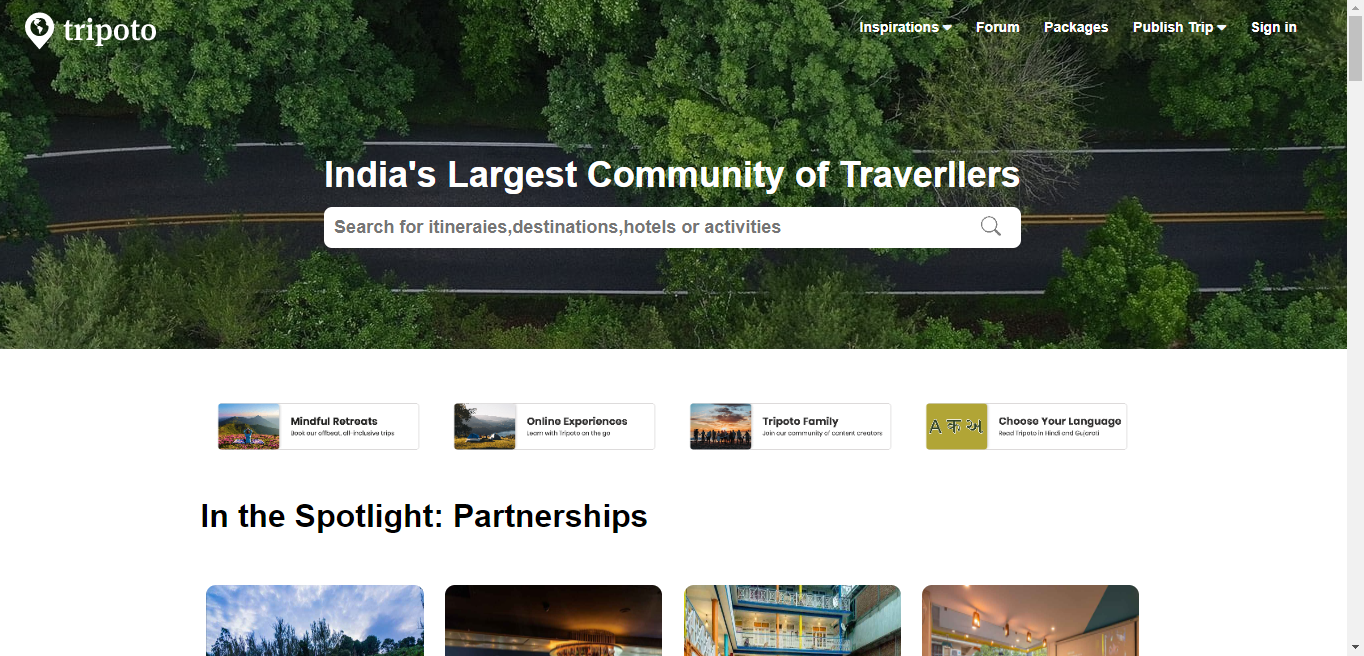 tripoto
Inspirations Forum Packages Publish Trip Sign in
India's Largest Community of Traverllers
Search for itineraies,destinations,hotels or activities
Mindful Retreats
Book our offbeat, all-inclusive trips
Online Experiences
Learn with Tripoto on the go
Tripoto Family
Join our community of content creators
A क અ
Choose Your Language
Read Tripoto in Hindi and Gujarati
In the Spotlight: Partnerships